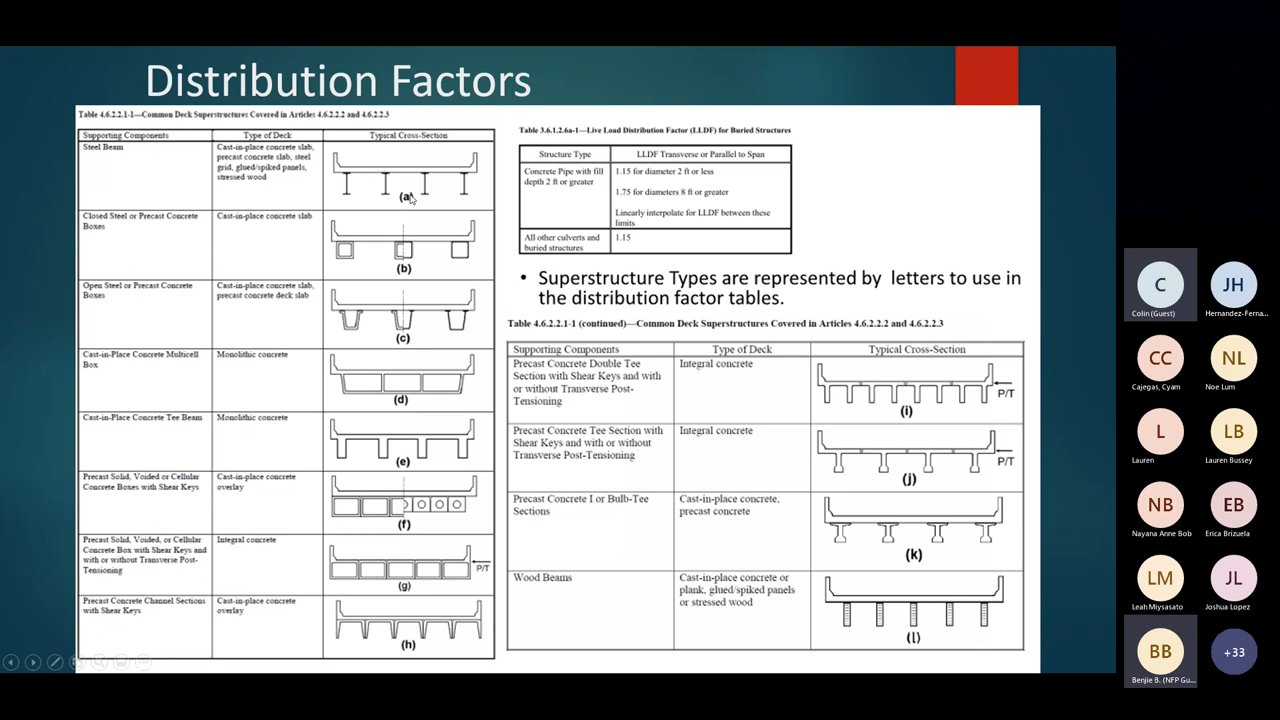 Distribution Factors
Table 4.6.2.2.1-1—Common Deck Superstructures Covered in Articles 4.6.2.2.2 and 4.6.2.2.3
Supporting Components
Type of Deck
Typical Cross-Section
Steel Beam
Cast-in-place concrete slab,
precast concrete slab, steel
grid, glued/spiked panels,
stressed wood
(a)
Closed Steel or Precast Concrete
Boxes
Cast-in-place concrete slab
(b)
Open Steel or Precast Concrete
Boxes
Cast-in-place concrete slab,
precast concrete deck slab
(c)
Cast-in-Place Concrete Multicell
Box
Monolithic concrete
(d)
Cast-in-Place Concrete Tee Beam
Monolithic concrete
(e)
Precast Solid, Voided or Cellular
Concrete Boxes with Shear Keys
Cast-in-place concrete
overlay
(f)
Precast Solid, Voided, or Cellular
Concrete Box with Shear Keys and
with or without Transverse Post-
Tensioning
Integral concrete
P/T
(g)
Precast Concrete Channel Sections
with Shear Keys
Cast-in-place concrete
overlay
(h)
Table 3.6.1.2.6a-1—Live Load Distribution Factor (LLDF) for Buried Structures
Structure Type
LLDF Transverse or Parallel to Span
Concrete Pipe with fill
depth 2 ft or greater
1.15 for diameter 2 ft or less
1.75 for diameters 8 ft or greater
Linearly interpolate for LLDF between these
limits
All other culverts and
buried structures
1.15
• Superstructure Types are represented by letters to use in
the distribution factor tables.
Table 4.6.2.2.1-1 (continued)—Common Deck Superstructures Covered in Articles 4.6.2.2.2 and 4.6.2.2.3
Supporting Components
Type of Deck
Typical Cross-Section
Precast Concrete Double Tee
Section with Shear Keys and with
or without Transverse Post-
Tensioning
Integral concrete
P/T
(i)
Precast Concrete Tee Section with
Shear Keys and with or without
Transverse Post-Tensioning
Integral concrete
P/T
(j)
Precast Concrete I or Bulb-Tee
Sections
Cast-in-place concrete,
precast concrete
(k)
Wood Beams
Cast-in-place concrete or
plank, glued/spiked panels
or stressed wood
(l)
C
Colin (Guest)
JH
Hernandez-Ferna...
CC
Cajegas, Cyam
NL
Noe Lum
L
Lauren
LB
Lauren Bussey
NB
Nayana Anne Bob
EB
Erica Brizuela
LM
Leah Miysasato
JL
Joshua Lopez
BB
Benjie B. (NFP Gu...
+33